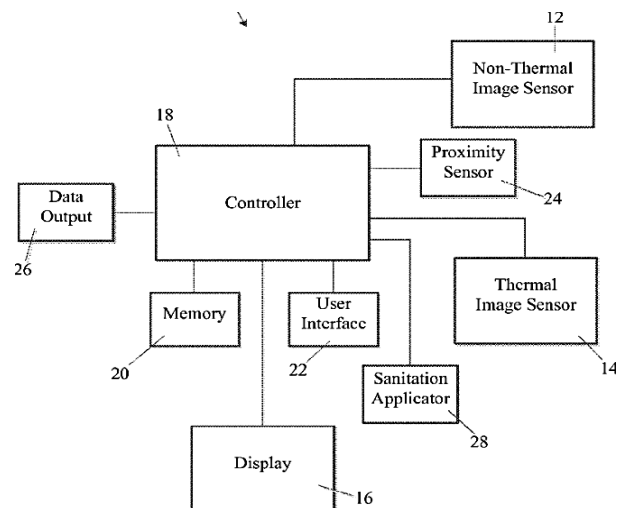 12
Non-Thermal
Image Sensor
18
Proximity
Sensor
24
Data
Output
26
Controller
Thermal
Image Sensor
14
Memory
20
User
Interface
22
Sanitation
Applicator
28
Display
16